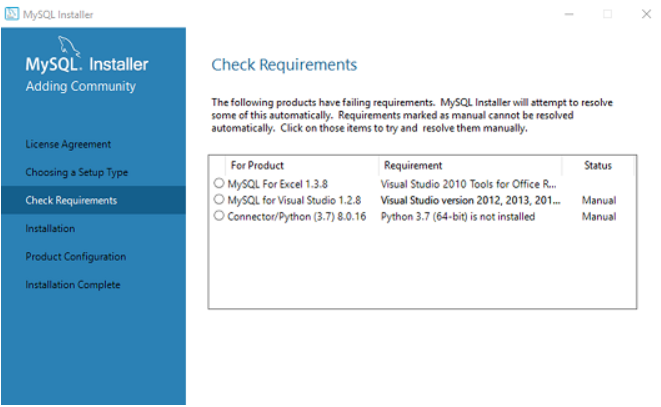 MySQL Installer
MySQL. Installer
Adding Community
License Agreement
Choosing a Setup Type
Check Requirements
Installation
Product Configuration
Installation Complete
Check Requirements
The following products have failing requirements. MySQL Installer will attempt to resolve
some of this automatically. Requirements marked as manual cannot be resolved
automatically. Click on those items to try and resolve them manually.
For Product Requirement Status
MySQL For Excel 1.3.8 Visual Studio 2010 Tools for Office R...
MySQL for Visual Studio 1.2.8 Visual Studio version 2012, 2013, 201... Manual
Connector/Python (3.7) 8.0.16 Python 3.7 (64-bit) is not installed Manual